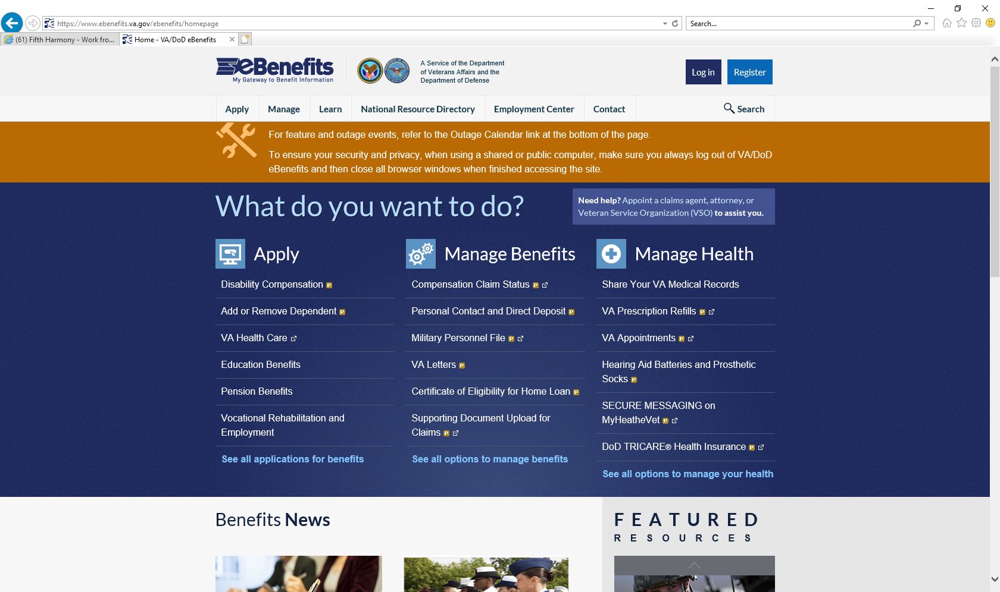 https://www.ebenefits.va.gov/ebenefits/homepage
Search...
(61) Fifth Harmony - Work fro...
Home - VA/DoD eBenefits
eBenefits
My Gateway to Benefit Information
A Service of the Department
of Veterans Affairs and the
Department of Defense
Log in
Register
Apply
Manage
Learn
National Resource Directory
Employment Center
Contact
Search
For feature and outage events, refer to the Outage Calendar link at the bottom of the page.
To ensure your security and privacy, when using a shared or public computer, make sure you always log out of VA/DoD
eBenefits and then close all browser windows when finished accessing the site.
What do you want to do?
Need help? Appoint a claims agent, attorney, or
Veteran Service Organization (VSO) to assist you.
Apply
Disability Compensation P
Add or Remove Dependent P
VA Health Care
Education Benefits
Pension Benefits
Vocational Rehabilitation and
Employment
See all applications for benefits
Manage Benefits
Compensation Claim Status P
Personal Contact and Direct Deposit P
Military Personnel File P
VA Letters P
Certificate of Eligibility for Home Loan P
Supporting Document Upload for
Claims P
See all options to manage benefits
Manage Health
Share Your VA Medical Records
VA Prescription Refills P
VA Appointments P
Hearing Aid Batteries and Prosthetic
Socks P
SECURE MESSAGING on
MyHeatheVet P
DoD TRICARE® Health Insurance P
See all options to manage your health
Benefits News
FEATURED
RESOURCES